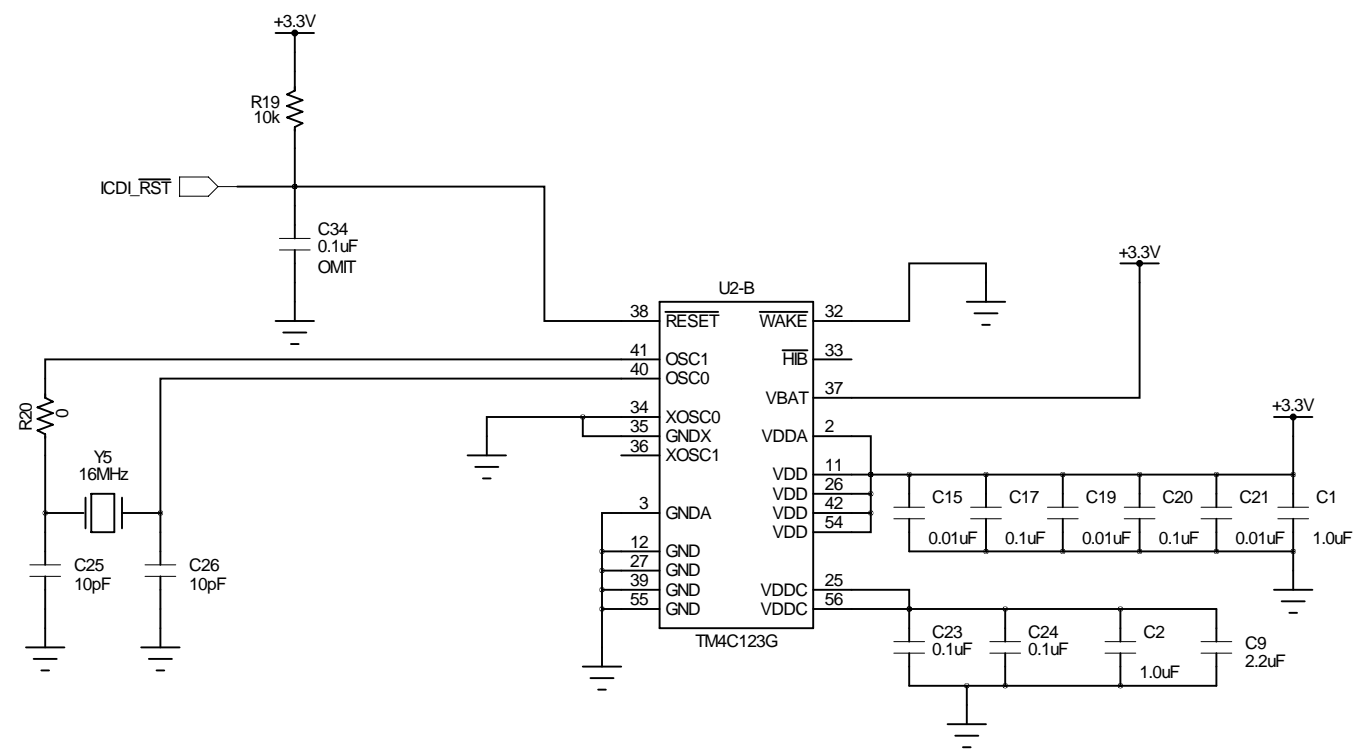 +3.3V
R19
10k
ICDI_RST
C34
0.1uF
OMIT
+3.3V
U2-B
38
RESET
WAKE
32
41
OSC1
HIB
33
40
OSC0
VBAT
37
R20
0
34
XOSC0
35
GNDX
36
XOSC1
VDDA
2
+3.3V
Y5
16MHz
VDD
11
VDD
26
VDD
42
VDD
54
3
GNDA
C15
0.01uF
C17
0.1uF
C19
0.01uF
C20
0.1uF
C21
0.01uF
C1
1.0uF
12
GND
27
GND
39
GND
55
GND
C25
10pF
C26
10pF
VDDC
25
VDDC
56
TM4C123G
C23
0.1uF
C24
0.1uF
C2
1.0uF
C9
2.2uF